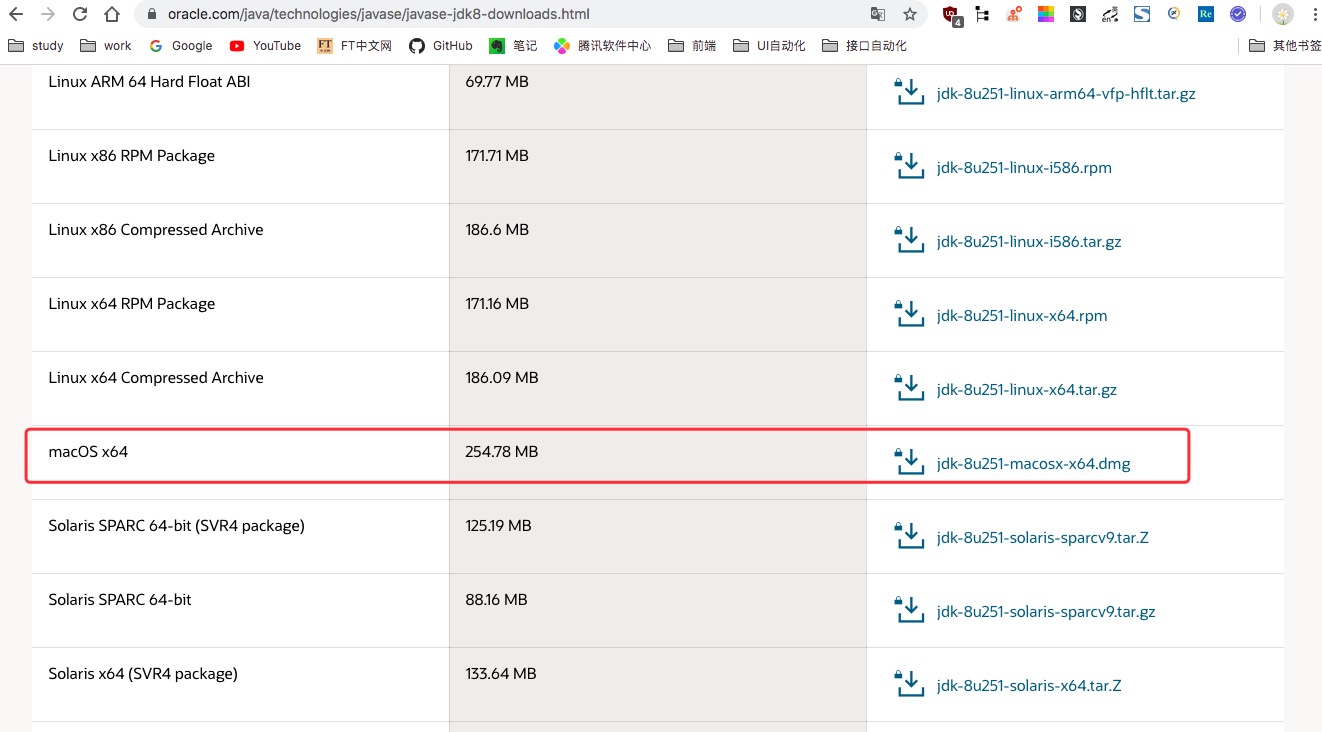 oracle.com/java/technologies/javase/javase-jdk8-downloads.html
4
Re
study work Google YouTube FT中文网 GitHub 笔记 腾讯软件中心 前端 UI自动化 接口自动化 其他书签
Linux ARM 64 Hard Float ABI 69.77 MB jdk-8u251-linux-arm64-vfp-hflt.tar.gz
Linux x86 RPM Package 171.71 MB jdk-8u251-linux-i586.rpm
Linux x86 Compressed Archive 186.6 MB jdk-8u251-linux-i586.tar.gz
Linux x64 RPM Package 171.16 MB jdk-8u251-linux-x64.rpm
Linux x64 Compressed Archive 186.09 MB jdk-8u251-linux-x64.tar.gz
macOS x64 254.78 MB jdk-8u251-macosx-x64.dmg
Solaris SPARC 64-bit (SVR4 package) 125.19 MB jdk-8u251-solaris-sparcv9.tar.Z
Solaris SPARC 64-bit 88.16 MB jdk-8u251-solaris-sparcv9.tar.gz
Solaris x64 (SVR4 package) 133.64 MB jdk-8u251-solaris-x64.tar.Z